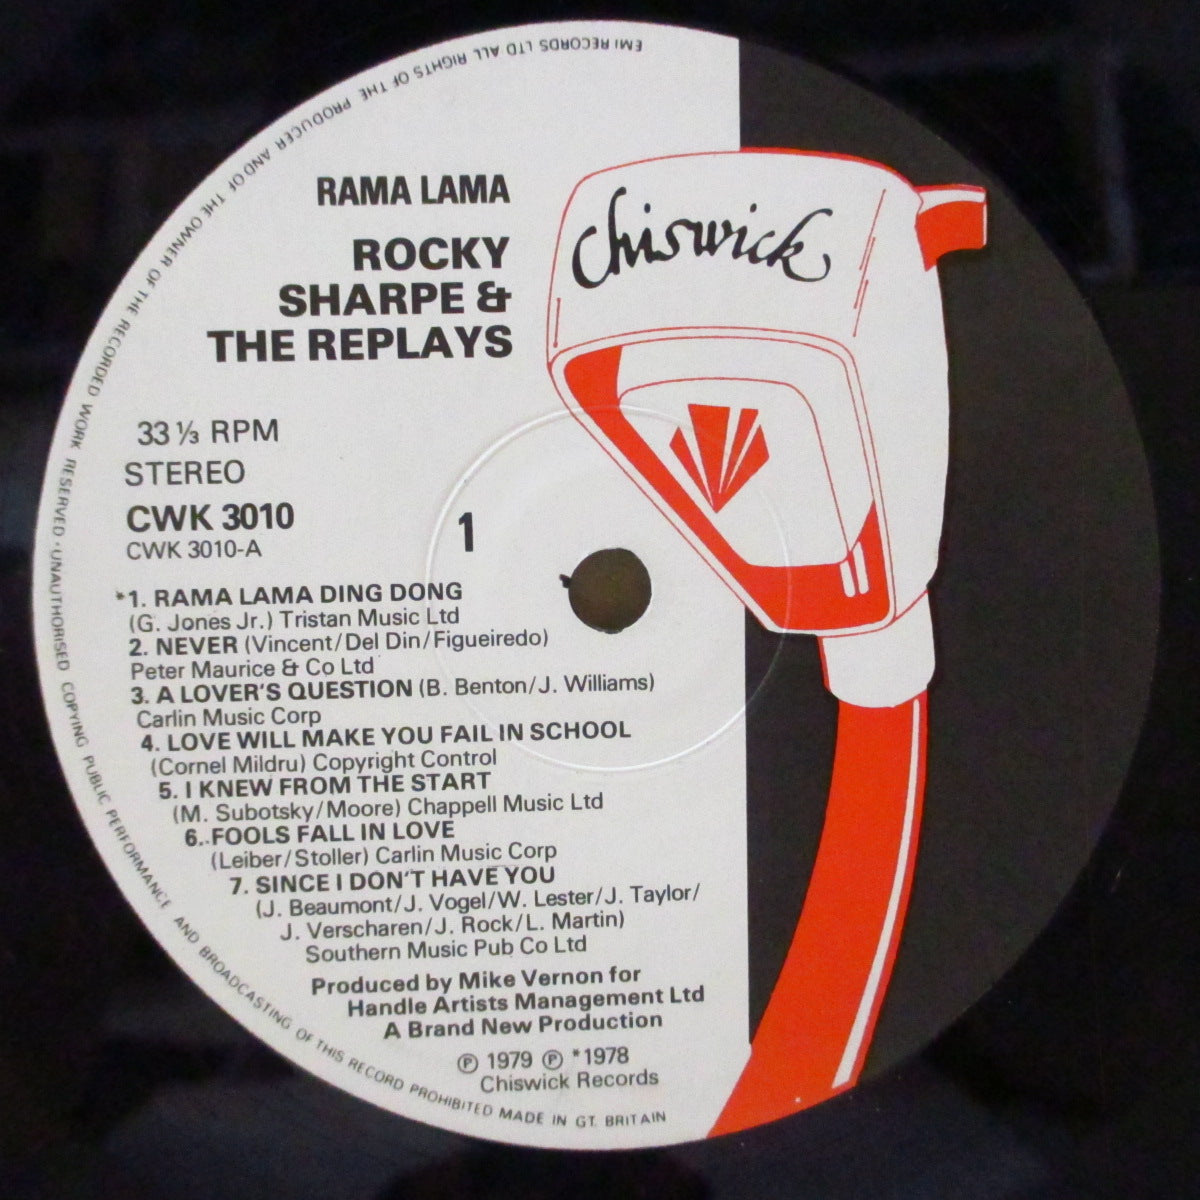 EMI RECORDS LTD ALL RIGHTS OF THE PRODUCER AND OF THE OWNER OF THE RECORDED WORK RESERVED · UNAUTHORISED COPYING PUBLIC PERFORMANCE AND BROADCASTING OF THIS RECORD PROHIBITED MADE IN GT. BRITAIN
RAMA LAMA
ROCKY
SHARPE &
THE REPLAYS
Chiswick
33 ⅓ RPM
STEREO
CWK 3010
CWK 3010-A
1
*1. RAMA LAMA DING DONG
(G. Jones Jr.) Tristan Music Ltd
2. NEVER (Vincent/Del Din/Figueiredo)
Peter Maurice & Co Ltd
3. A LOVER'S QUESTION (B. Benton/J. Williams)
Carlin Music Corp
4. LOVE WILL MAKE YOU FAIL IN SCHOOL
(Cornel Mildru) Copyright Control
5. I KNEW FROM THE START
(M. Subotsky/Moore) Chappell Music Ltd
6. FOOLS FALL IN LOVE
(Leiber/Stoller) Carlin Music Corp
7. SINCE I DON'T HAVE YOU
(J. Beaumont/J. Vogel/W. Lester/J. Taylor/
J. Verscharen/J. Rock/L. Martin)
Southern Music Pub Co Ltd
Produced by Mike Vernon for
Handle Artists Management Ltd
A Brand New Production
℗ 1979 ℗ *1978
Chiswick Records